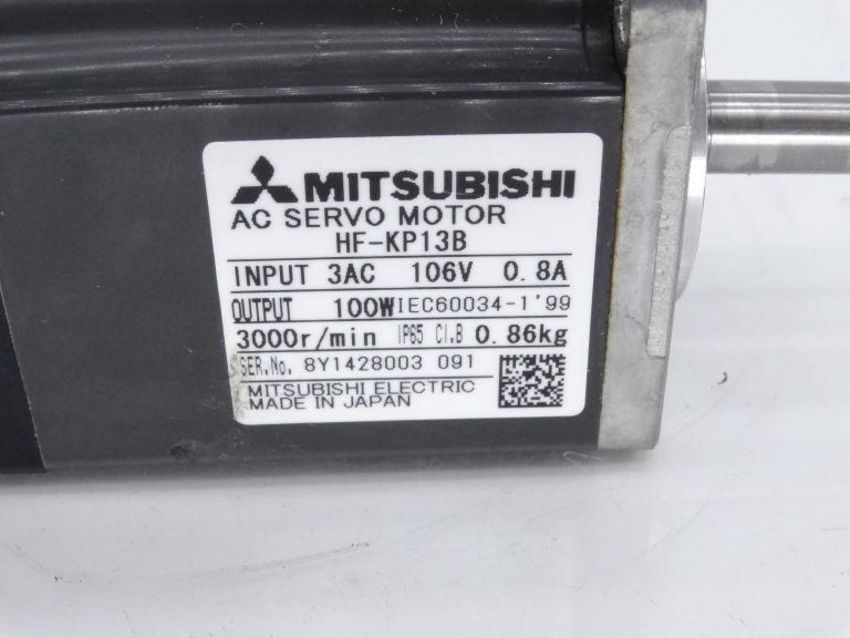 MITSUBISHI
AC SERVO MOTOR
HF-KP13B
INPUT 3AC 106V 0.8A
OUTPUT 100W IEC60034-1'99
3000r/min IP65 Cl.B 0.86kg
SER.No. 8Y1428003 091
MITSUBISHI ELECTRIC
MADE IN JAPAN